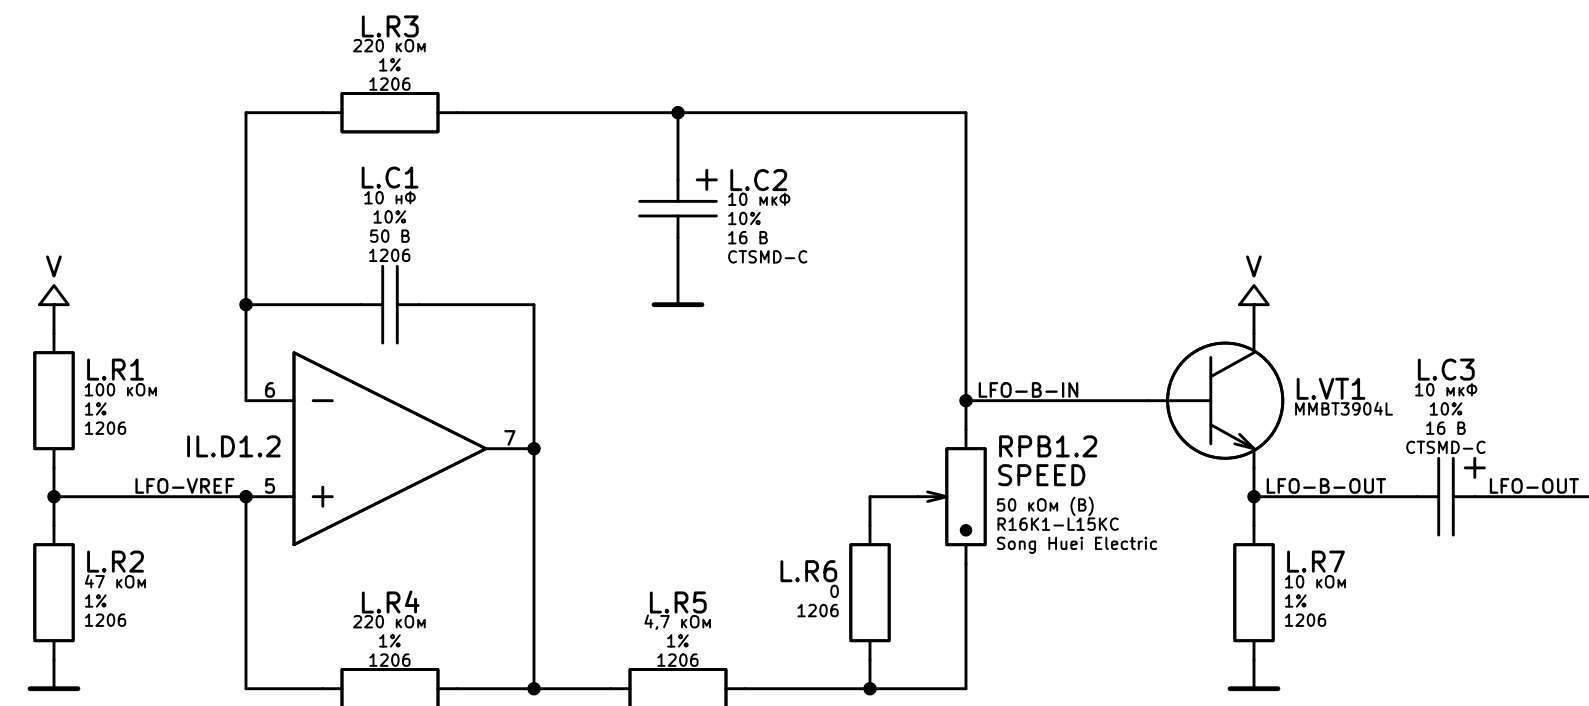 L.R3
220 кОм
1%
1206
L.C1
10 нФ
10%
50 В
1206
+ L.C2
10 мкФ
10%
16 В
CTSMD-C
V
L.R1
100 кОм
1%
1206
LFO-VREF
L.R2
47 кОм
1%
1206
6
5
7
−
+
IL.D1.2
L.R4
220 кОм
1%
1206
L.R5
4,7 кОм
1%
1206
L.R6
0
1206
LFO-B-IN
RPB1.2
SPEED
50 кОм (B)
R16K1-L15KC
Song Huei Electric
V
L.VT1
MMBT3904L
L.C3
10 мкФ
10%
16 В
CTSMD-C
+
LFO-B-OUT
LFO-OUT
L.R7
10 кОм
1%
1206